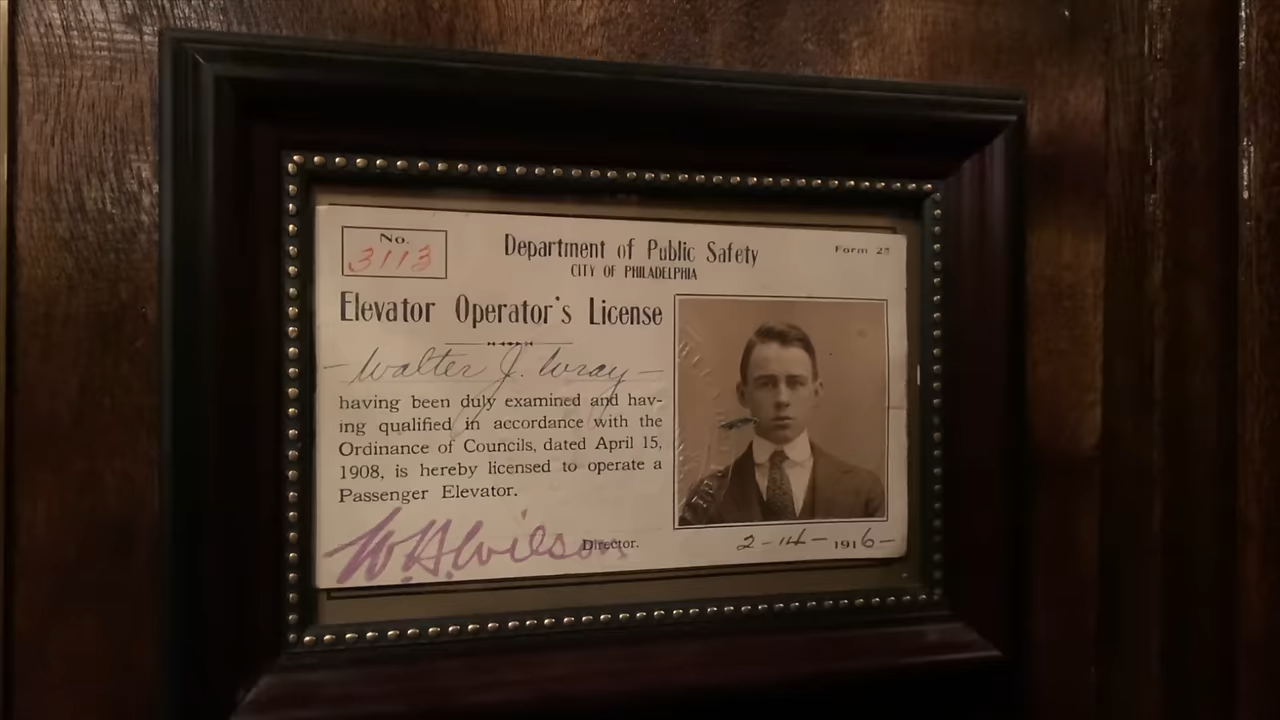 No.
3113
Department of Public Safety
CITY OF PHILADELPHIA
Form 25
Elevator Operator's License
—Walter J. Wray—
having been duly examined and hav-
ing qualified in accordance with the
Ordinance of Councils, dated April 15,
1908, is hereby licensed to operate a
Passenger Elevator.
W.H. Wilson
Director.
2-14-1916-